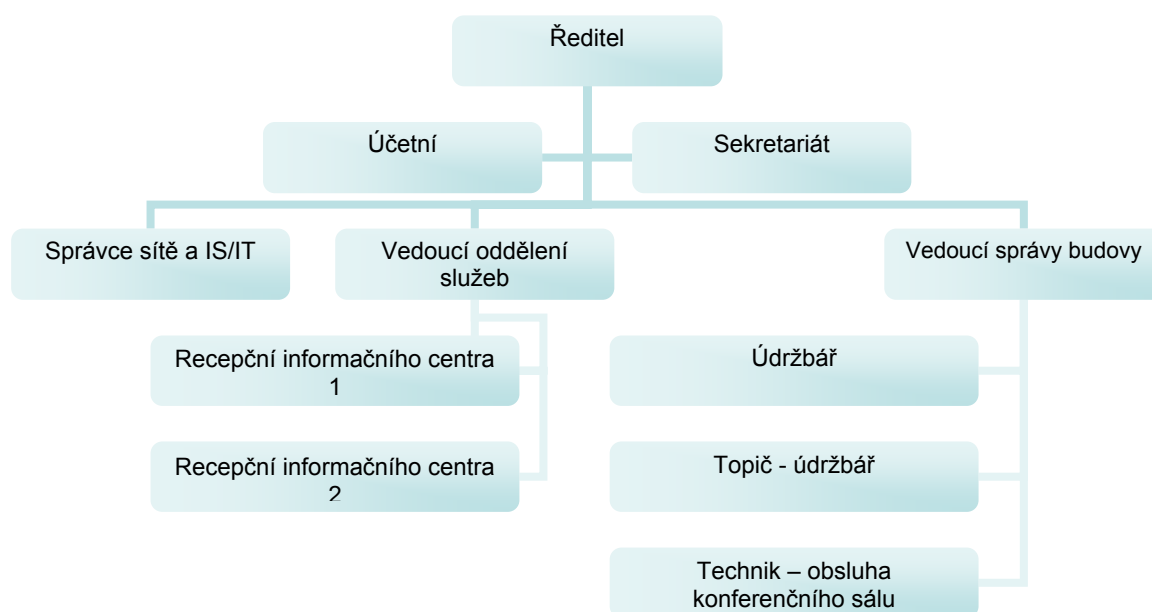 Ředitel
Účetní
Sekretariát
Správce sítě a IS/IT
Vedoucí oddělení
služeb
Vedoucí správy budovy
Recepční informačního centra
1
Údržbář
Recepční informačního centra
2
Topič - údržbář
Technik – obsluha
konferenčního sálu